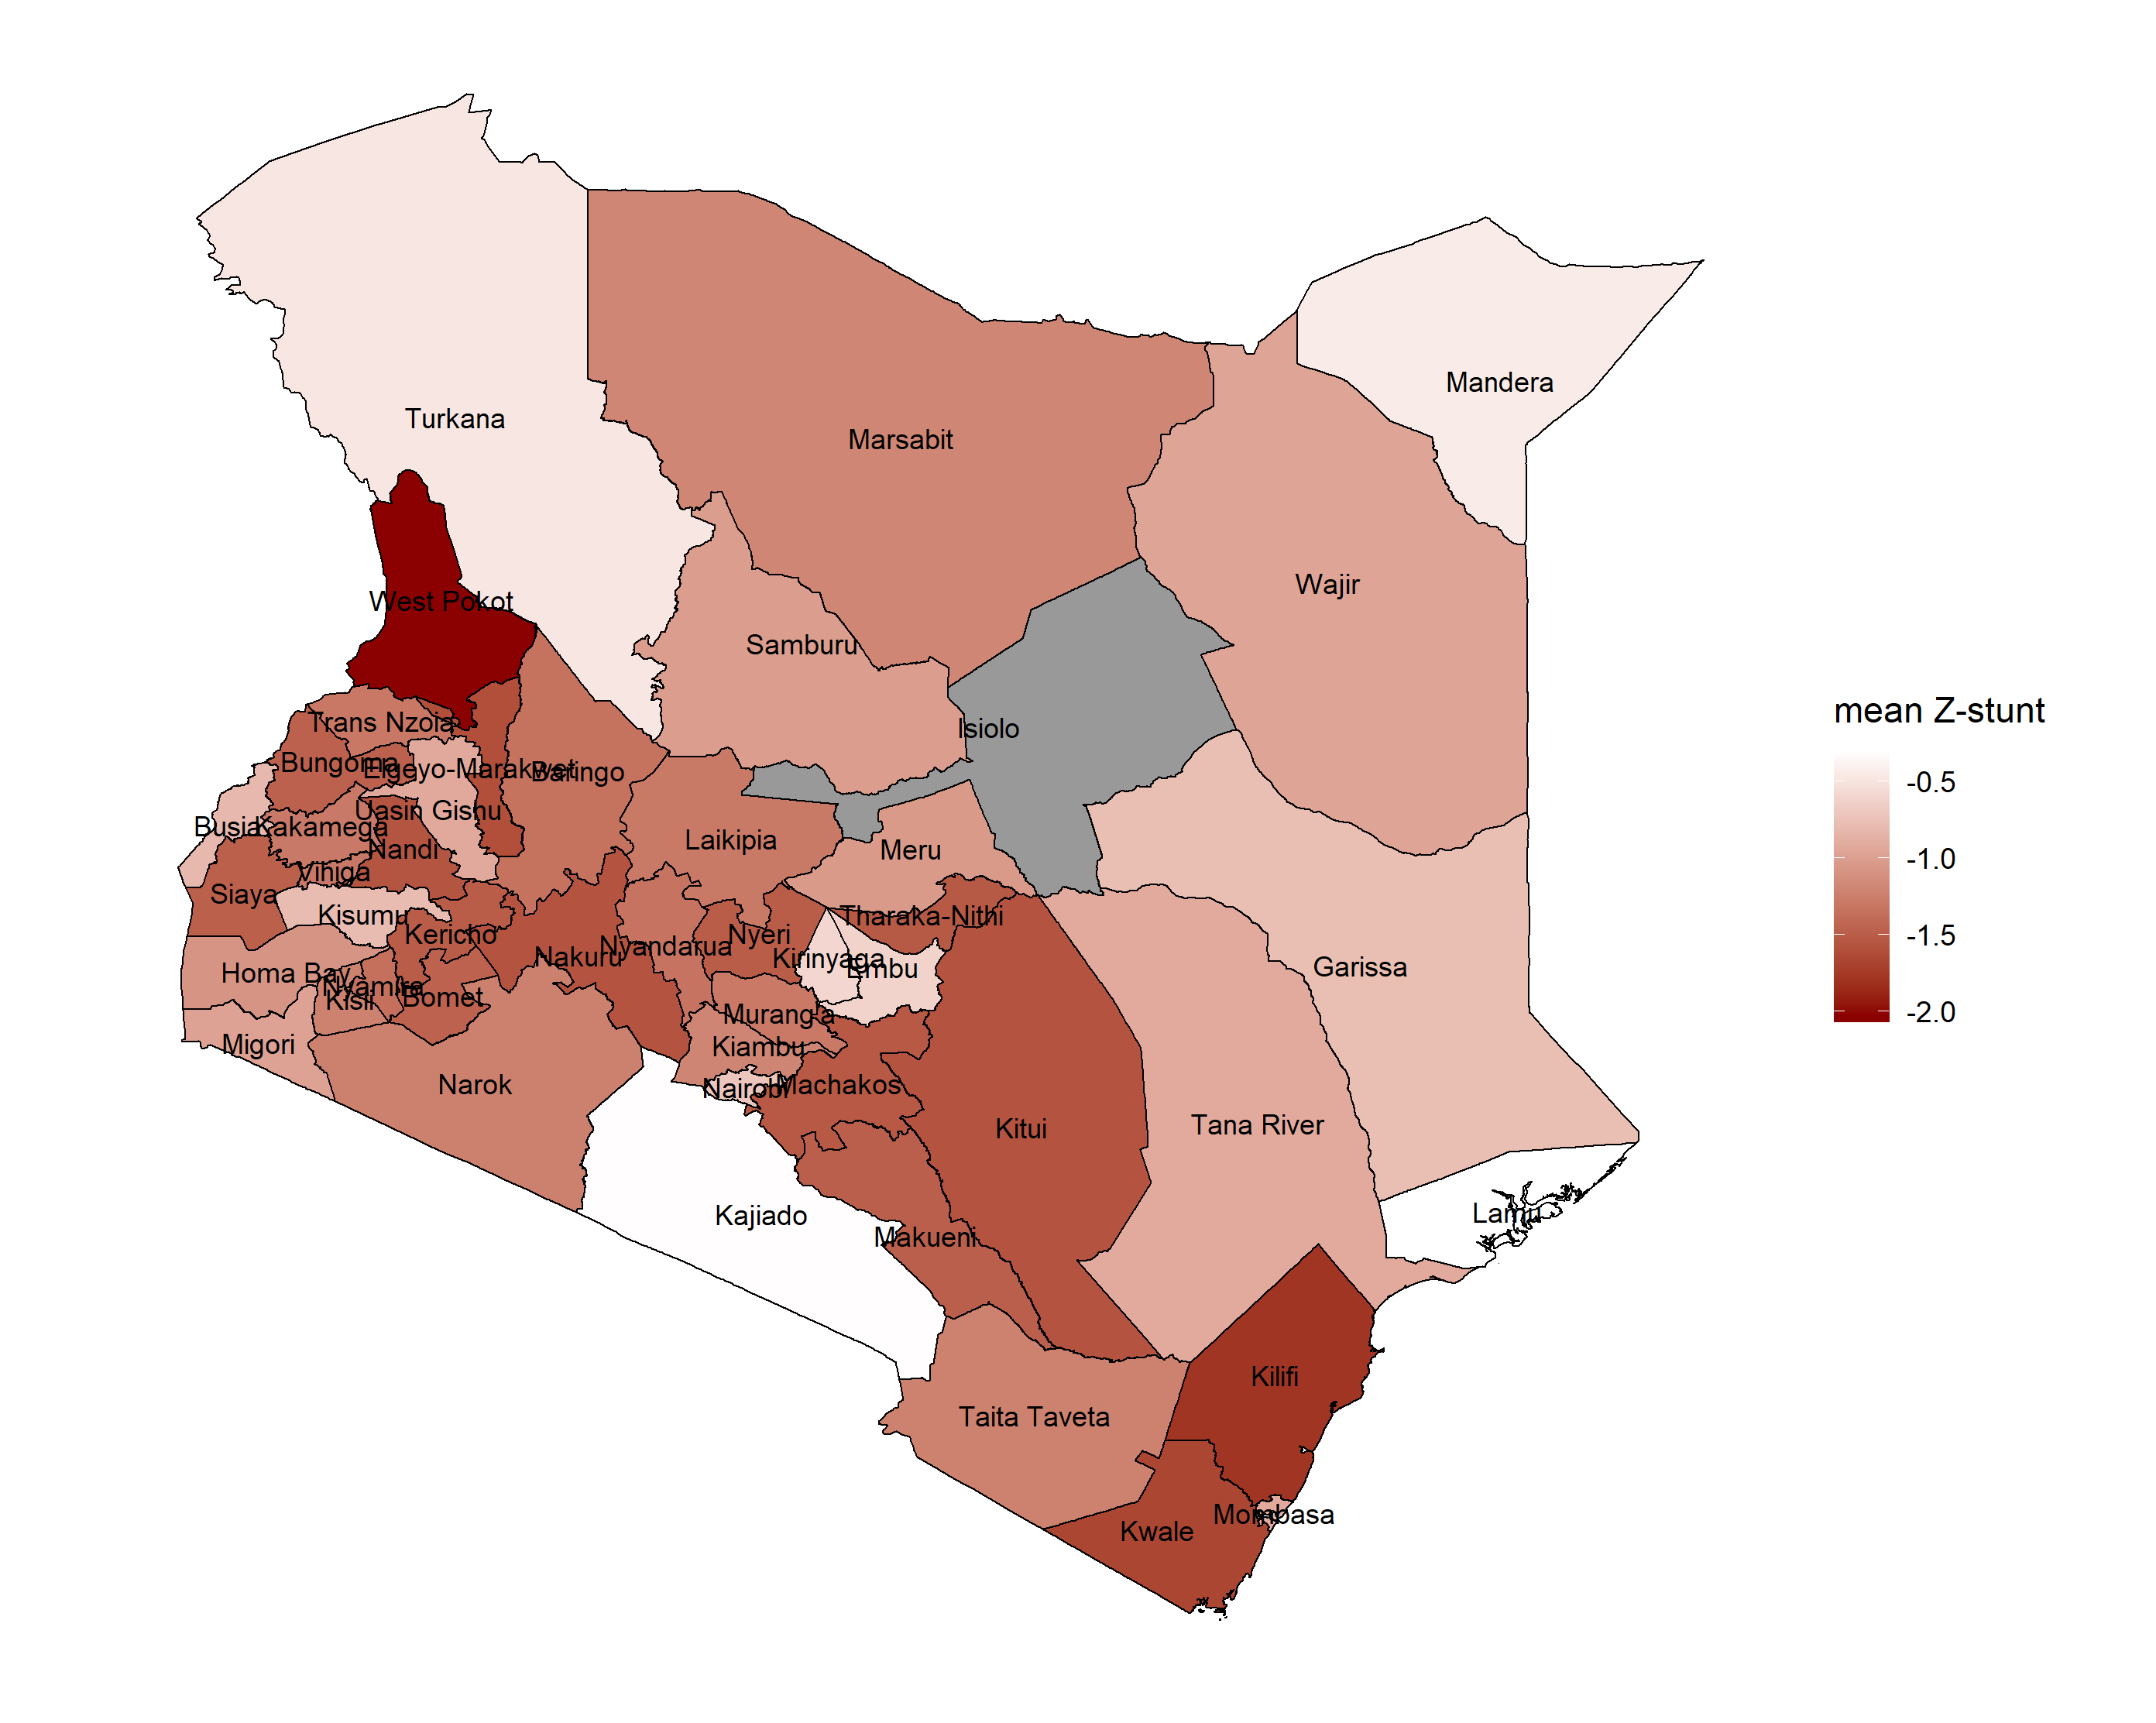 Turkana
Mandera
Marsabit
Wajir
West Pokot
Samburu
Isiolo
Trans Nzoia
Bungoma
Elgeyo-Marakwet
Baringo
Uasin Gishu
Busia
Kakamega
Nandi
Laikipia
Meru
Vihiga
Siaya
Kisumu
Tharaka-Nithi
Kericho
Nyeri
Nyandarua
Nakuru
Kirinyaga
Embu
Garissa
Homa Bay
Nyamira
Kisii
Bomet
Murang'a
Migori
Kiambu
Narok
Nairobi
Machakos
Kitui
Tana River
Kajiado
Lamu
Makueni
Kilifi
Taita Taveta
Mombasa
Kwale
mean Z-stunt
-0.5
-1.0
-1.5
-2.0